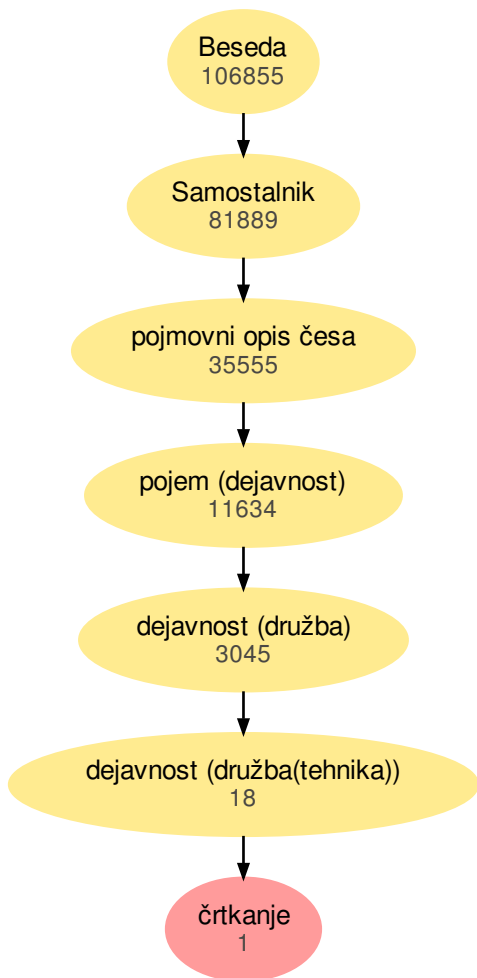 Beseda
106855
Samostalnik
81889
pojmovni opis česa
35555
pojem (dejavnost)
11634
dejavnost (družba)
3045
dejavnost (družba(tehnika))
18
črtkanje
1